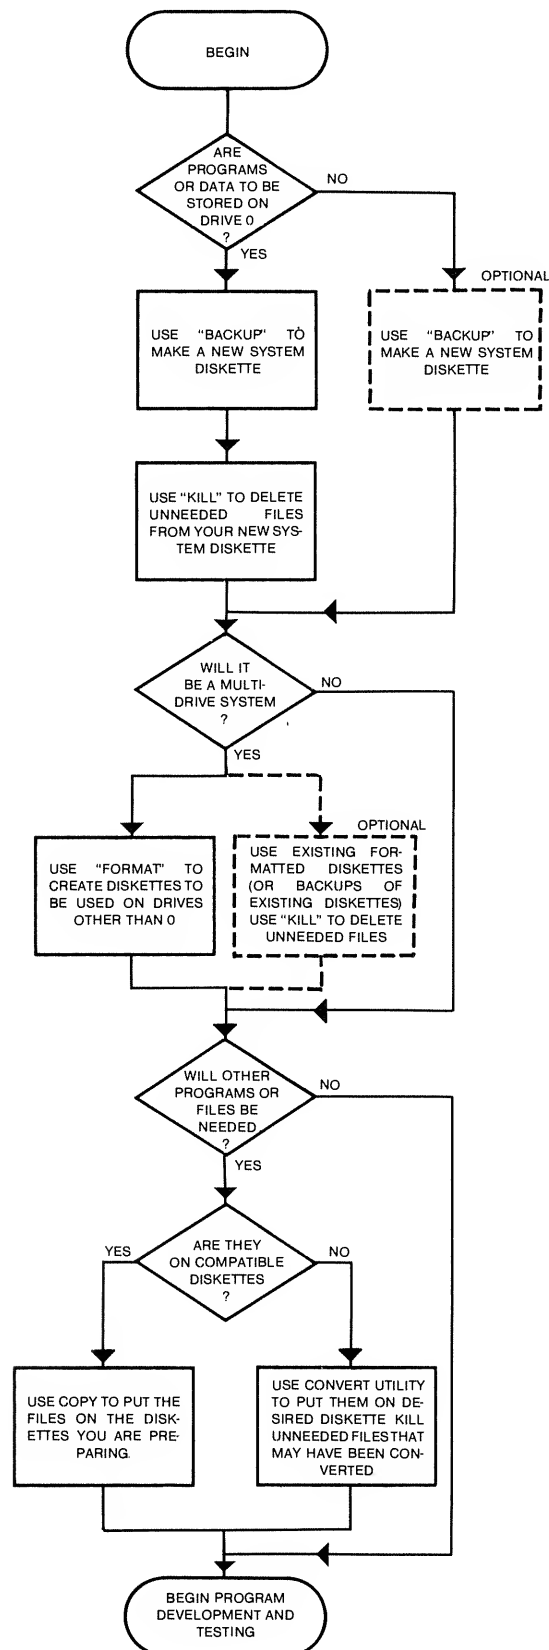 BEGIN
ARE
PROGRAMS
OR DATA TO BE
STORED ON
DRIVE 0
?
NO
YES
OPTIONAL
USE "BACKUP" TO
MAKE A NEW SYSTEM
DISKETTE
USE "BACKUP" TO
MAKE A NEW SYSTEM
DISKETTE
USE "KILL" TO DELETE
UNNEEDED FILES
FROM YOUR NEW SYS-
TEM DISKETTE
WILL IT
BE A MULTI-
DRIVE SYSTEM
?
NO
YES
OPTIONAL
USE "FORMAT" TO
CREATE DISKETTES TO
BE USED ON DRIVES
OTHER THAN 0
USE EXISTING FOR-
MATTED DISKETTES
(OR BACKUPS OF
EXISTING DISKETTES)
USE "KILL" TO DELETE
UNNEEDED FILES
WILL OTHER
PROGRAMS OR
FILES BE
NEEDED
?
NO
YES
ARE THEY
ON COMPATIBLE
DISKETTES
?
YES
NO
USE COPY TO PUT THE
FILES ON THE DISK-
ETTES YOU ARE PRE-
PARING.
USE CONVERT UTILITY
TO PUT THEM ON DE-
SIRED DISKETTE KILL
UNNEEDED FILES THAT
MAY HAVE BEEN CON-
VERTED
BEGIN PROGRAM
DEVELOPMENT AND
TESTING